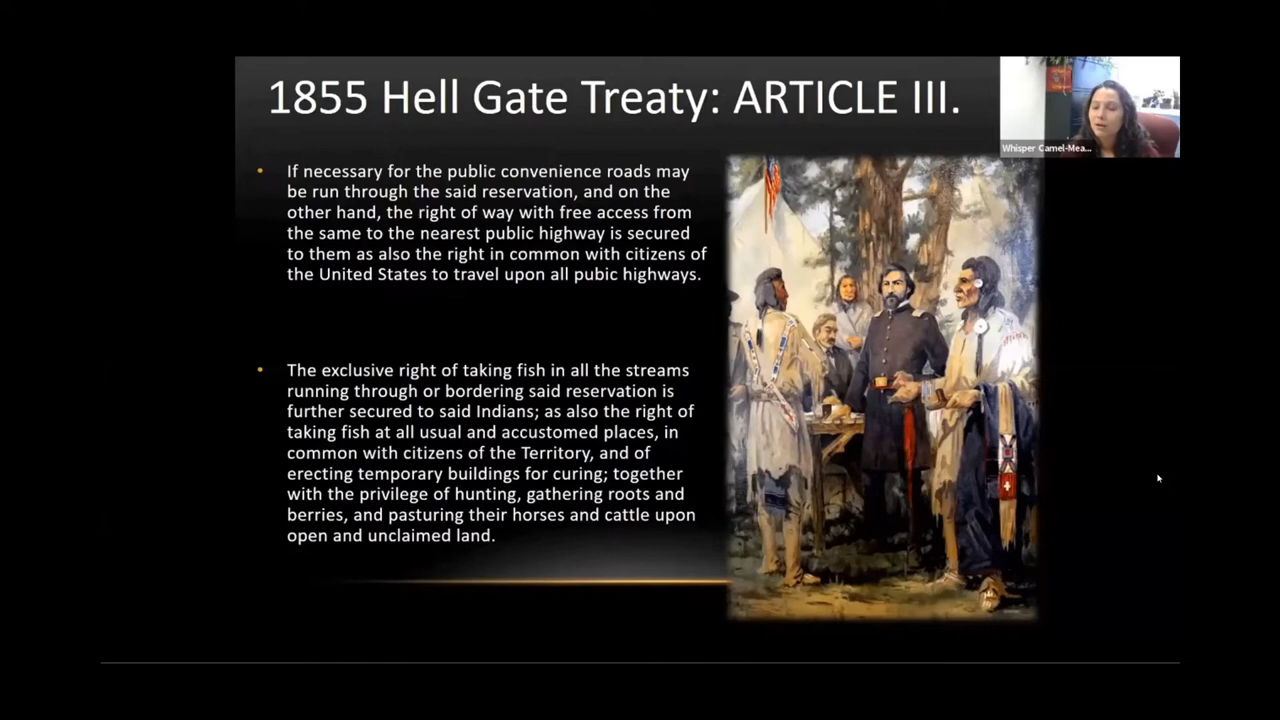 1855 Hell Gate Treaty: ARTICLE III.
Whisper Camel-Mea...
If necessary for the public convenience roads may
be run through the said reservation, and on the
other hand, the right of way with free access from
the same to the nearest public highway is secured
to them as also the right in common with citizens of
the United States to travel upon all pubic highways.
The exclusive right of taking fish in all the streams
running through or bordering said reservation is
further secured to said Indians; as also the right of
taking fish at all usual and accustomed places, in
common with citizens of the Territory, and of
erecting temporary buildings for curing; together
with the privilege of hunting, gathering roots and
berries, and pasturing their horses and cattle upon
open and unclaimed land.